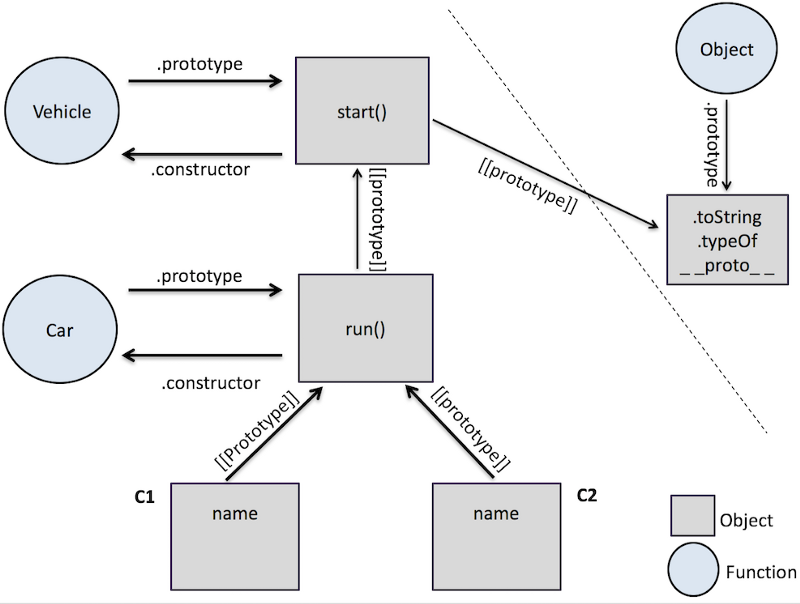 Object
.prototype
Vehicle
start()
.constructor
[[prototype]]
.prototype
.toString
.typeOf
_ _proto_ _
[[prototype]]
.prototype
Car
run()
.constructor
[[Prototype]]
[[prototype]]
C1
name
name
C2
Object
Function